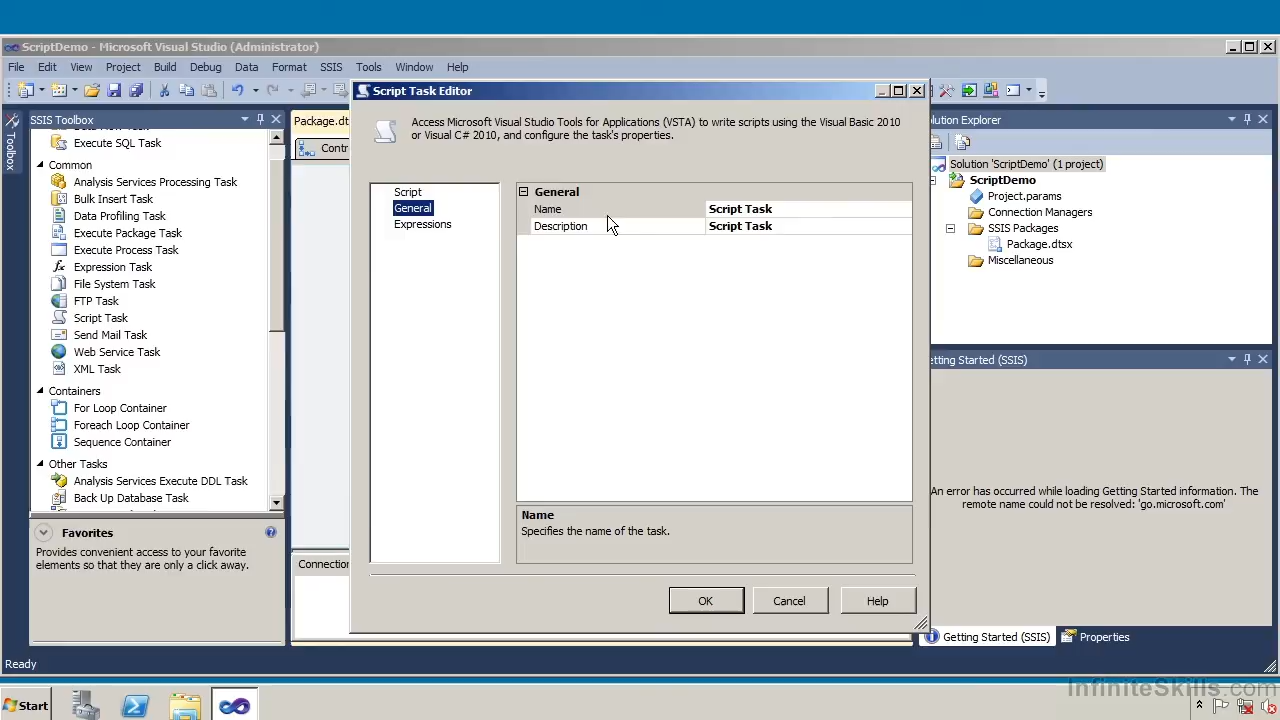 ScriptDemo - Microsoft Visual Studio (Administrator)
File Edit View Project Build Debug Data Format SSIS Tools Window Help
Toolbox
SSIS Toolbox
Execute SQL Task
Common
Analysis Services Processing Task
Bulk Insert Task
Data Profiling Task
Execute Package Task
Execute Process Task
Expression Task
File System Task
FTP Task
Script Task
Send Mail Task
Web Service Task
XML Task
Containers
For Loop Container
Foreach Loop Container
Sequence Container
Other Tasks
Analysis Services Execute DDL Task
Back Up Database Task
Favorites
Provides convenient access to your favorite
elements so that they are only a click away.
Package.dt
Contr
Connection
Script Task Editor
Access Microsoft Visual Studio Tools for Applications (VSTA) to write scripts using the Visual Basic 2010
or Visual C# 2010, and configure the task's properties.
Script
General
Expressions
General
Name Script Task
Description Script Task
Name
Specifies the name of the task.
OK Cancel Help
olution Explorer
Solution 'ScriptDemo' (1 project)
ScriptDemo
Project.params
Connection Managers
SSIS Packages
Package.dtsx
Miscellaneous
etting Started (SSIS)
An error has occurred while loading Getting Started information. The
remote name could not be resolved: 'go.microsoft.com'
Getting Started (SSIS) Properties
Ready
Start
InfiniteSkills.com